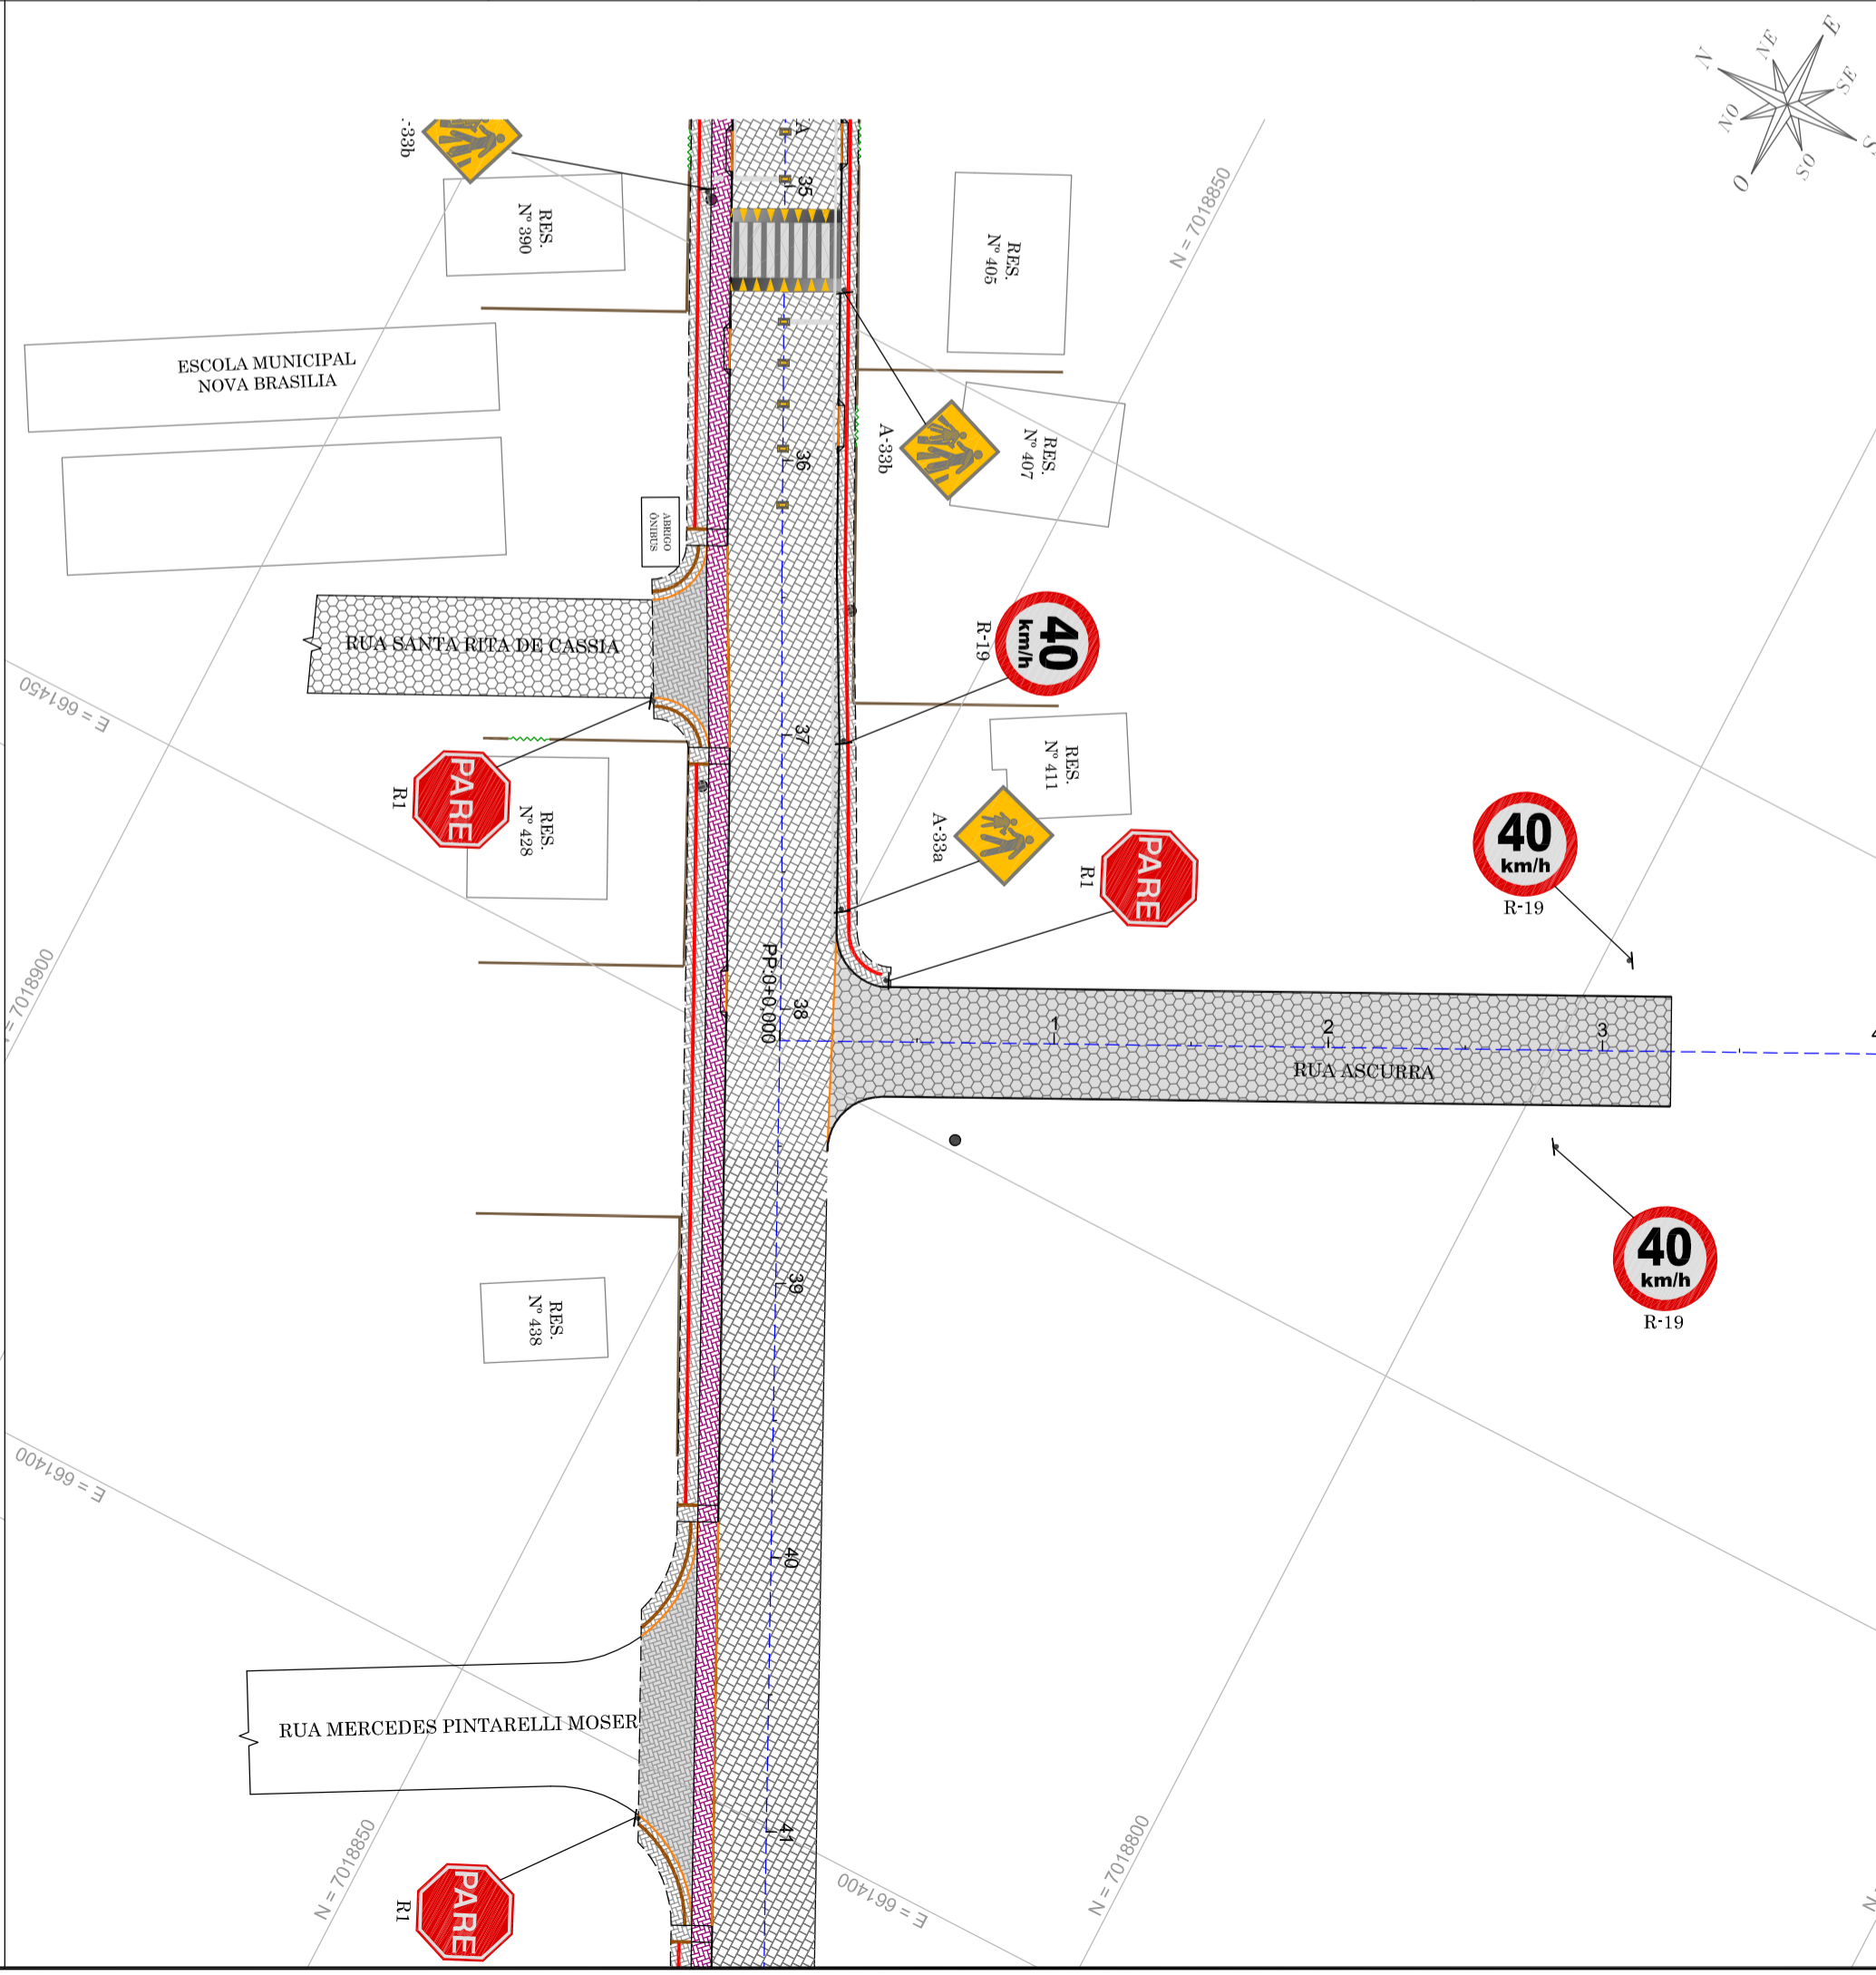 N
NE
E
SE
NO
O
SO
-33b
A
35
RES.
Nº 390
RES.
Nº 405
N = 7018850
ESCOLA MUNICIPAL
NOVA BRASILIA
A-33b
RES.
Nº 407
36
ABRIGO
ÔNIBUS
RUA SANTA RITA DE CASSIA
R-19
40
km/h
E = 661450
37
RES.
Nº 411
PARE
R1
RES.
Nº 428
A-33a
PARE
R1
40
km/h
R-19
= 7018900
PP:0+0,000
38
1
2
3
4
RUA ASCURRA
40
km/h
R-19
39
RES.
Nº 438
E = 661400
40
RUA MERCEDES PINTARELLI MOSER
41
N = 7018850
E = 661400
N = 7018800
N
PARE
R1